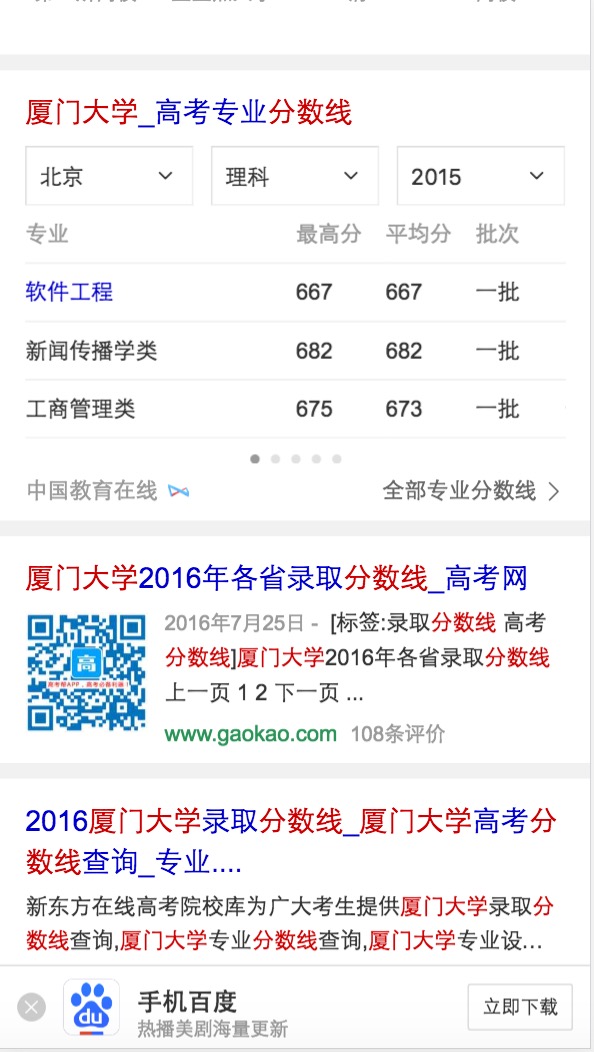 厦门大学_高考专业分数线
北京 理科 2015
专业 最高分 平均分 批次
软件工程 667 667 一批
新闻传播学类 682 682 一批
工商管理类 675 673 一批
中国教育在线 全部专业分数线
厦门大学2016年各省录取分数线_高考网
2016年7月25日 - [标签:录取分数线 高考
分数线]厦门大学2016年各省录取分数线
上一页 1 2 下一页 ...
高
www.gaokao.com 108条评价
2016厦门大学录取分数线_厦门大学高考分
数线查询_专业....
新东方在线高考院校库为广大考生提供厦门大学录取分
数线查询,厦门大学专业分数线查询,厦门大学专业设...
du
手机百度
热播美剧海量更新
立即下载